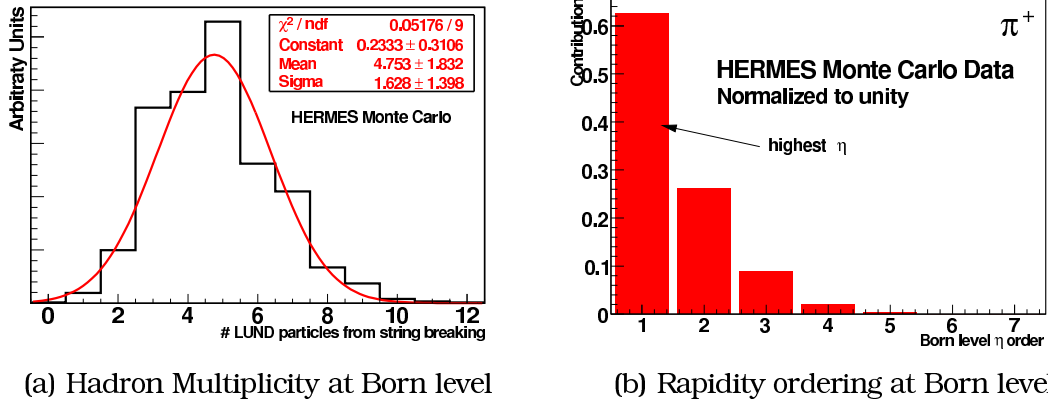 Arbitraty Units
χ² / ndf 0.05176 / 9
Constant 0.2333 ± 0.3106
Mean 4.753 ± 1.832
Sigma 1.628 ± 1.398
HERMES Monte Carlo
0 2 4 6 8 10 12
# LUND particles from string breaking
(a) Hadron Multiplicity at Born level
Contribution
π⁺
HERMES Monte Carlo Data
Normalized to unity
highest η
0.6
0.5
0.4
0.3
0.2
0.1
0
1 2 3 4 5 6 7
Born level η order
(b) Rapidity ordering at Born level